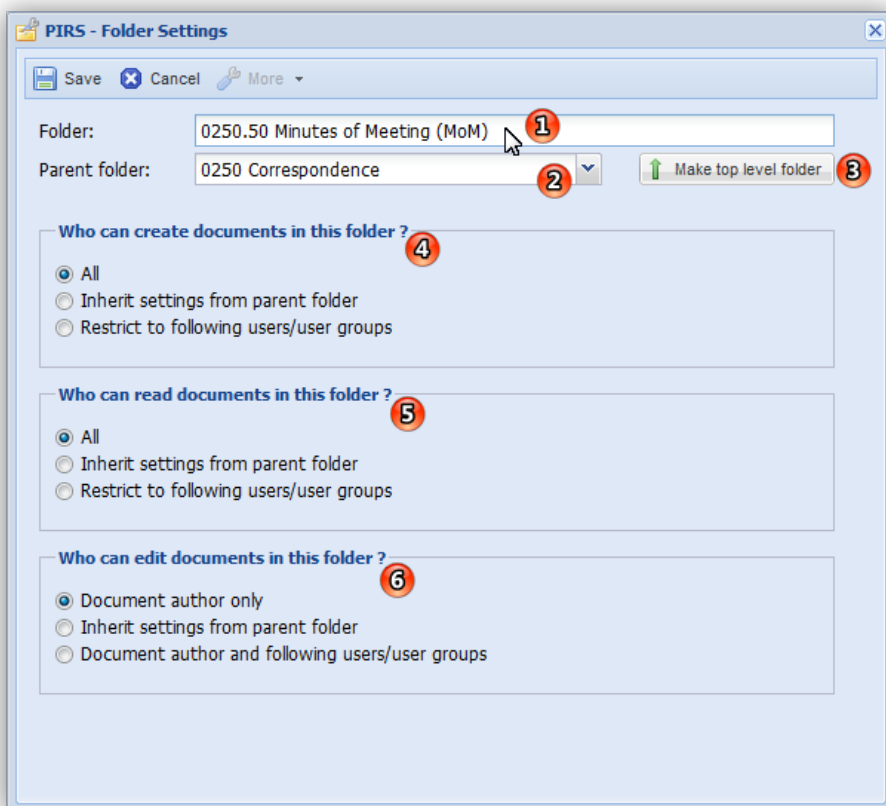 PIRS - Folder Settings
Save Cancel More
Folder: 0250.50 Minutes of Meeting (MoM) 1
Parent folder: 0250 Correspondence 2 Make top level folder 3
Who can create documents in this folder ? 4
All
Inherit settings from parent folder
Restrict to following users/user groups
Who can read documents in this folder ? 5
All
Inherit settings from parent folder
Restrict to following users/user groups
Who can edit documents in this folder ? 6
Document author only
Inherit settings from parent folder
Document author and following users/user groups